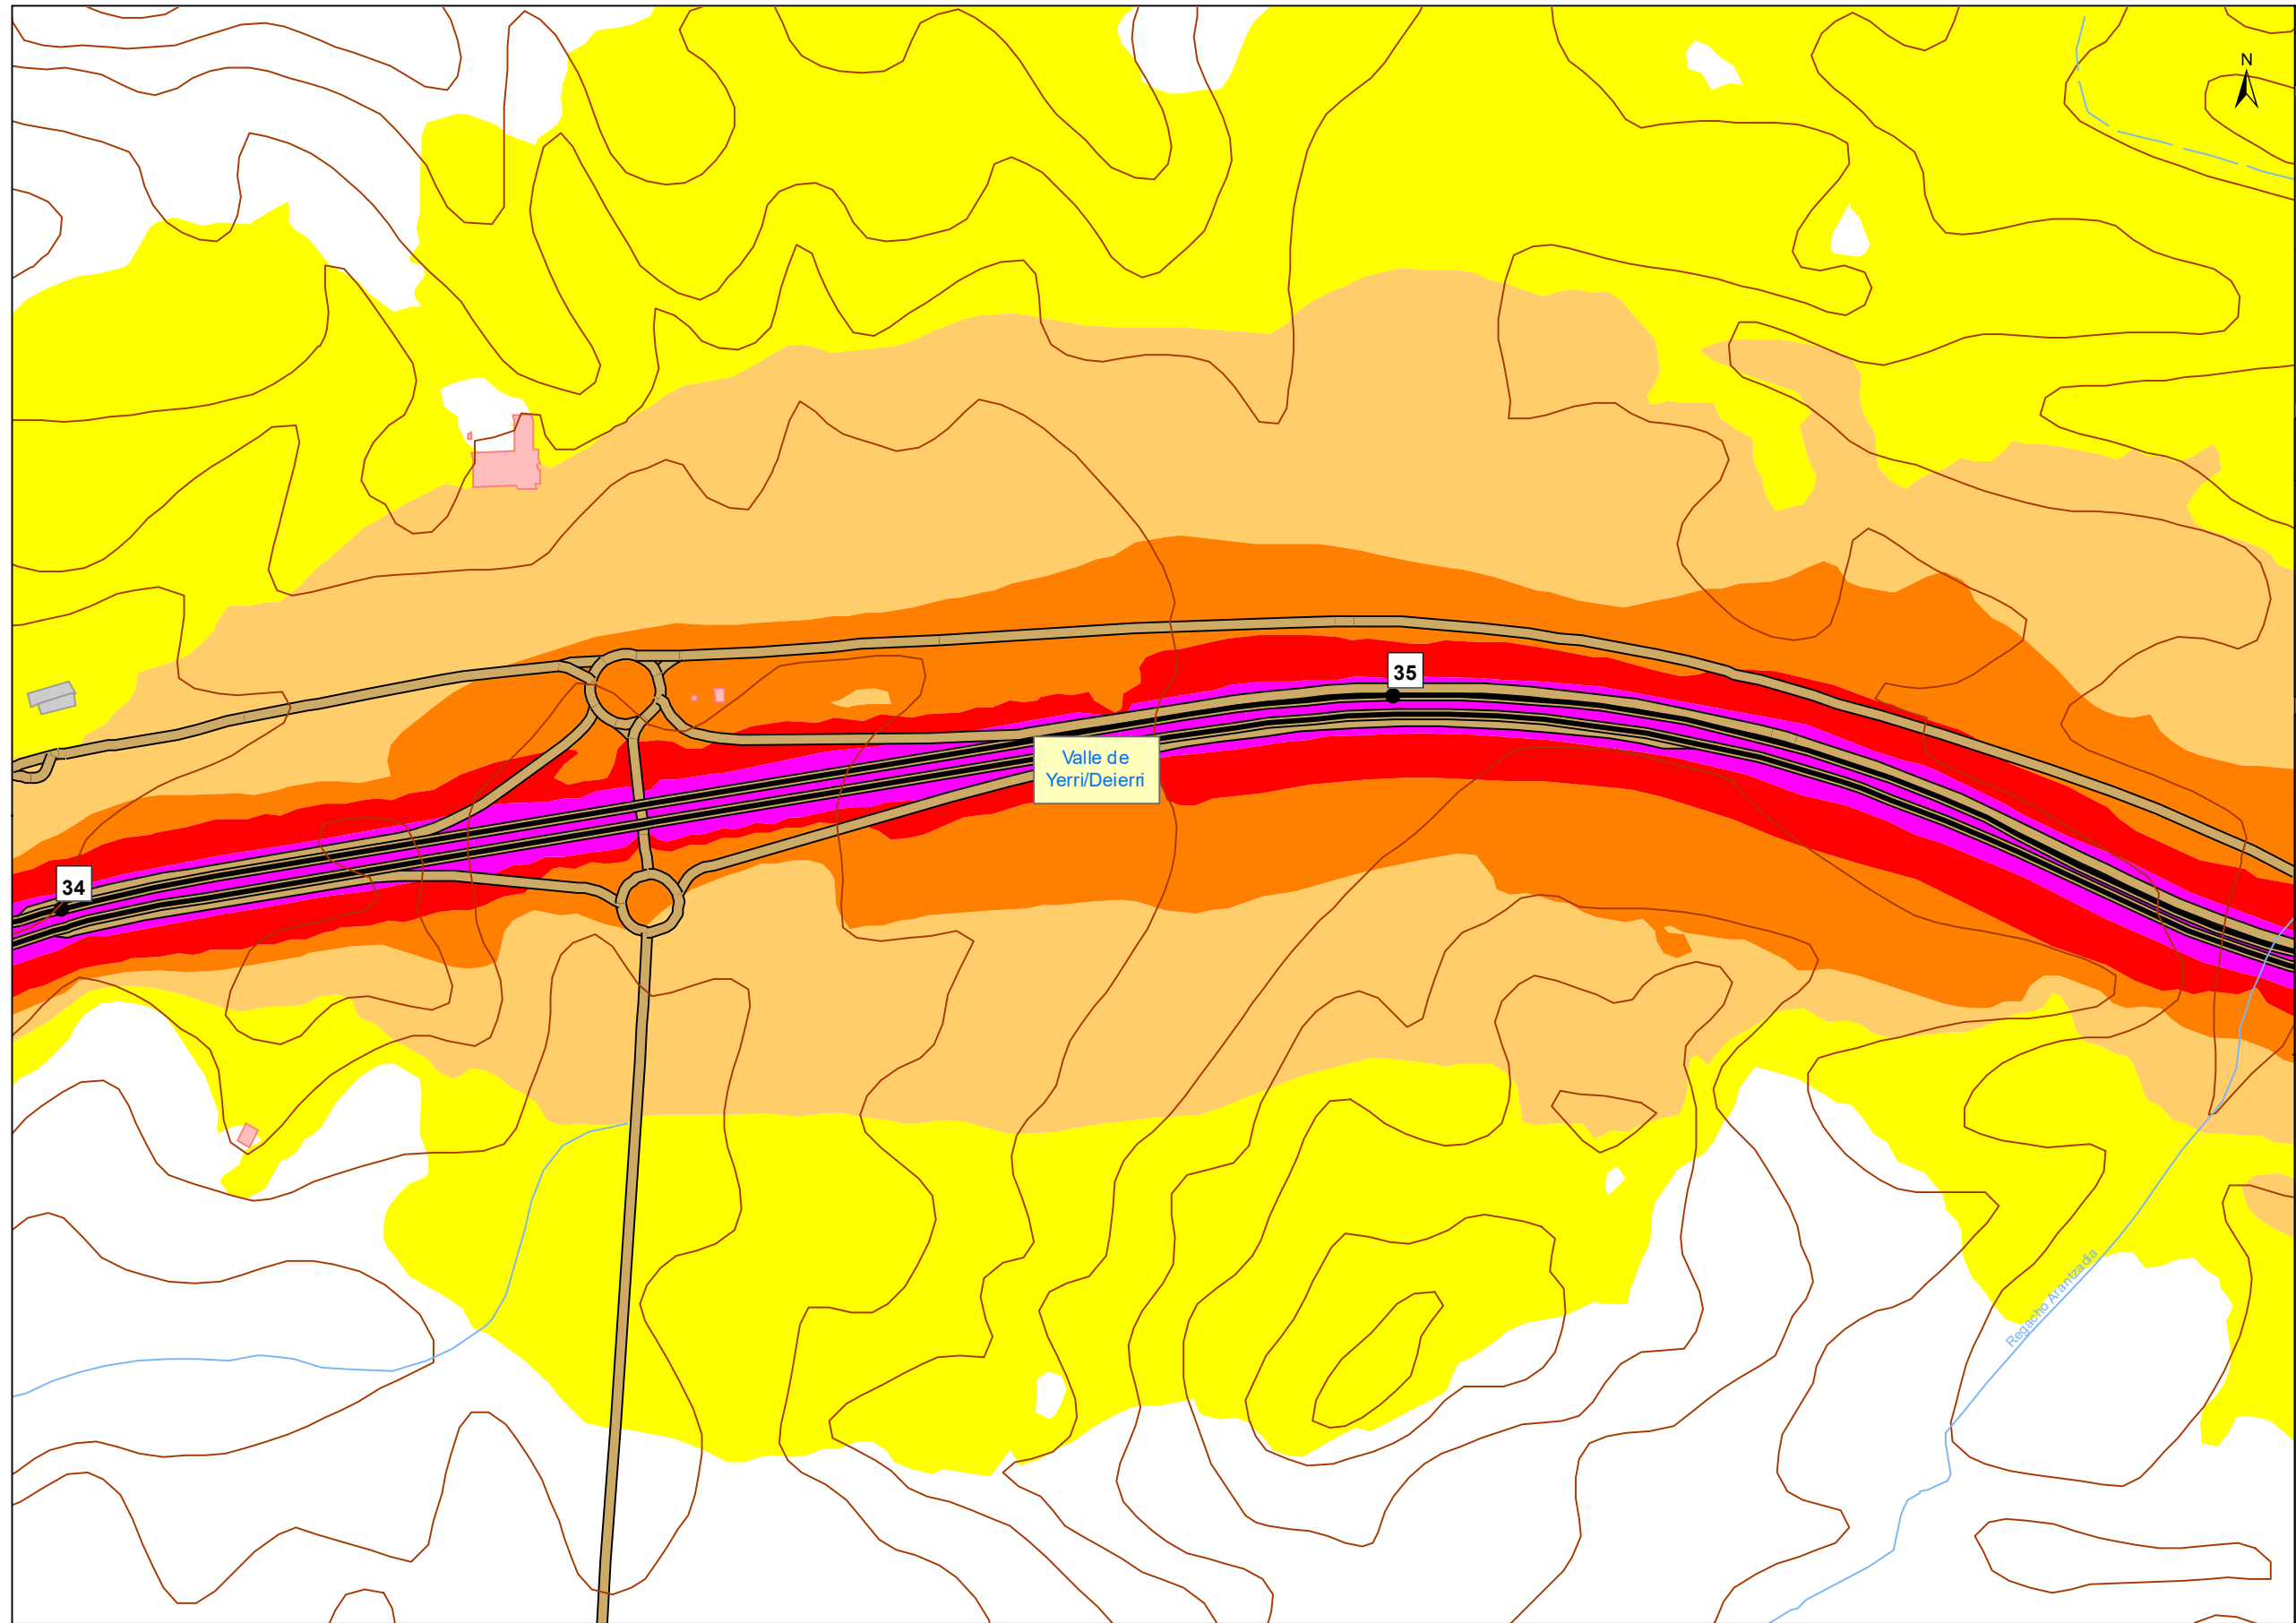 N
35
Valle de
Yerri/Deierri
34
Regacho Arantzadia